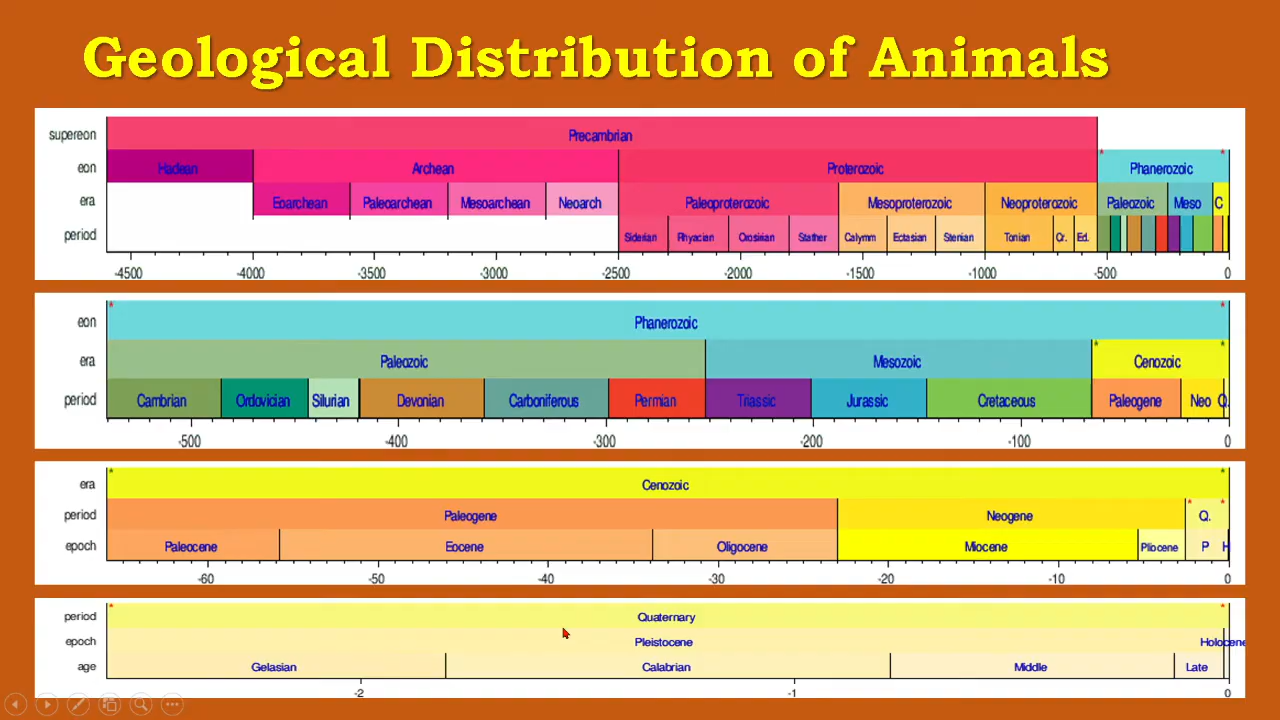 Geological Distribution of Animals
supereon Precambrian
eon Hadean Archean Proterozoic * Phanerozoic *
era Eoarchean Paleoarchean Mesoarchean Neoarch Paleoproterozoic Mesoproterozoic Neoproterozoic Paleozoic Meso C
period Siderian Rhyacian Orosirian Stather Calymm Ectasian Stenian Tonian Cr. Ed.
-4500 -4000 -3500 -3000 -2500 -2000 -1500 -1000 -500 0
eon * Phanerozoic *
era Paleozoic Mesozoic * Cenozoic *
period Cambrian Ordovician Silurian Devonian Carboniferous Permian Triassic Jurassic Cretaceous Paleogene Neo Q.
-500 -400 -300 -200 -100 0
era * Cenozoic *
period Paleogene Neogene * Q. *
epoch Paleocene Eocene Oligocene Miocene Pliocene P H
-60 -50 -40 -30 -20 -10 0
period * Quaternary *
epoch Pleistocene Holocene
age Gelasian Calabrian Middle Late
-2 -1 0